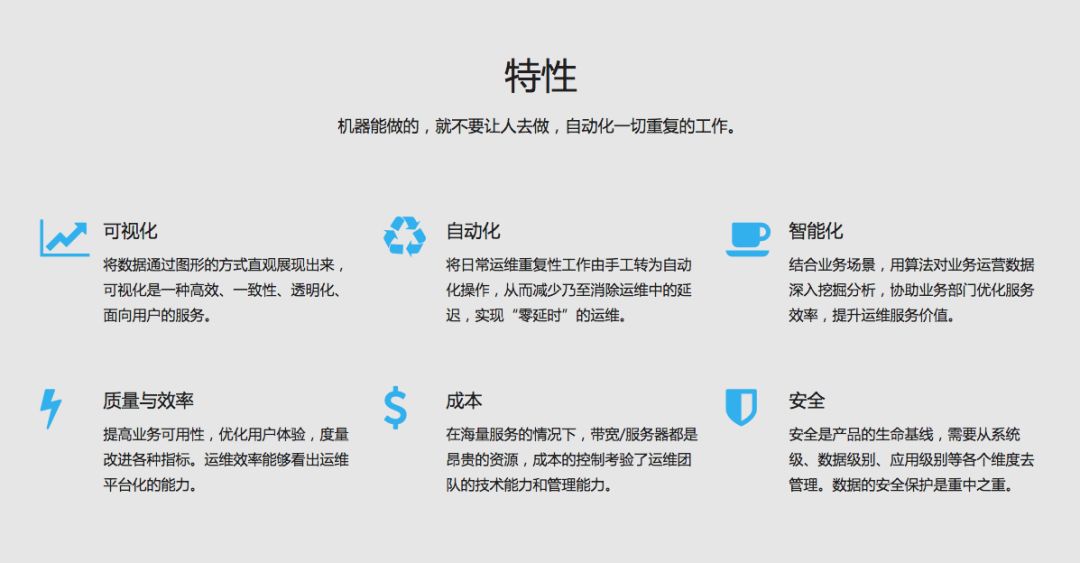 特性
机器能做的，就不要让人去做，自动化一切重复的工作。
可视化
将数据通过图形的方式直观展现出来，
可视化是一种高效、一致性、透明化、
面向用户的服务。
自动化
将日常运维重复性工作由手工转为自动
化操作，从而减少乃至消除运维中的延
迟，实现“零延时”的运维。
智能化
结合业务场景，用算法对业务运营数据
深入挖掘分析，协助业务部门优化服务
效率，提升运维服务价值。
质量与效率
提高业务可用性，优化用户体验，度量
改进各种指标。运维效率能够看出运维
平台化的能力。
成本
在海量服务的情况下，带宽/服务器都是
昂贵的资源，成本的控制考验了运维团
队的技术能力和管理能力。
安全
安全是产品的生命基线，需要从系统
级、数据级别、应用级别等各个维度去
管理。数据的安全保护是重中之重。